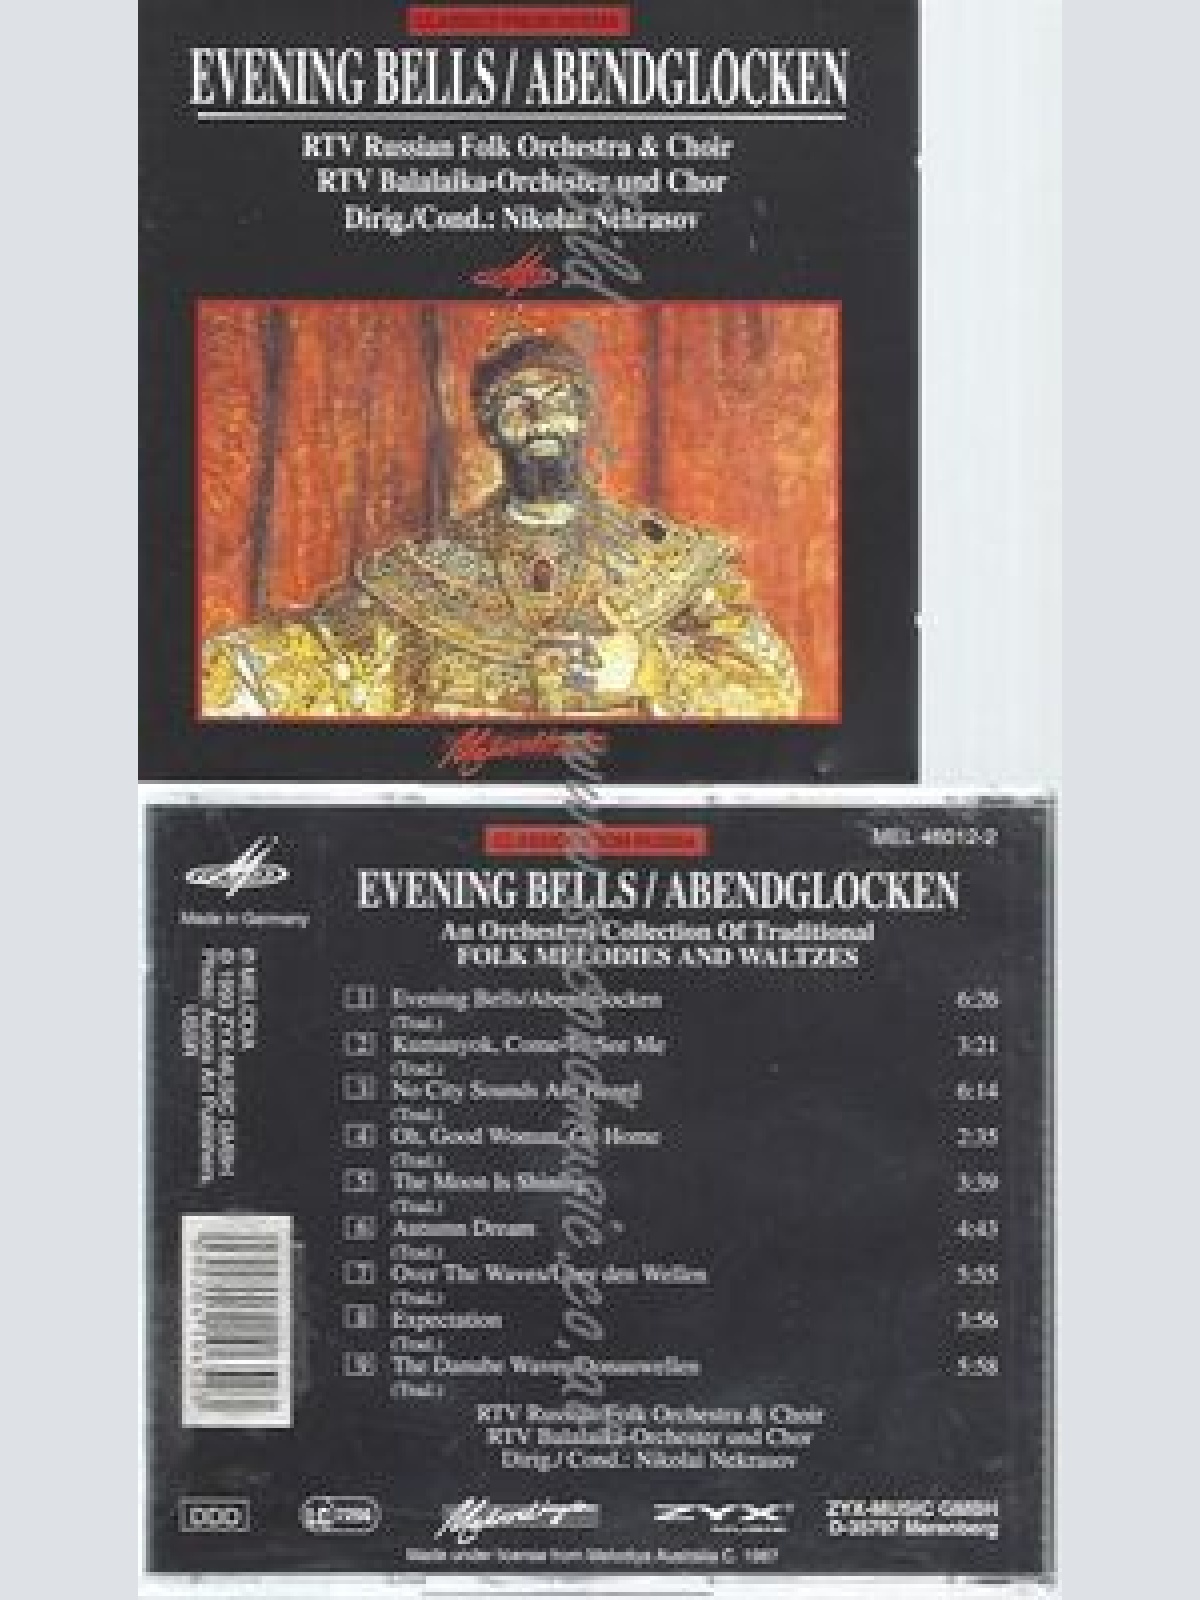 EVENING BELLS / ABENDGLOCKEN
RTV Russian Folk Orchestra & Choir
RTV Balalaika-Orchester und Chor
Dirig./Cond.: Nikolai Nekrasov
MEL 46012-2
EVENING BELLS / ABENDGLOCKEN
Made in Germany
An Orchestral Collection Of Traditional
FOLK MELODIES AND WALTZES
1 Evening Bells/Abendglocken 6:26
(Trad.)
2 Kumanyok, Come See Me 3:21
(Trad.)
3 No City Sounds Are 6:14
(Trad.)
4 Oh, Good Woman, Home 2:35
(Trad.)
5 The Moon Is Shining 3:39
(Trad.)
6 Autumn Dream 4:43
(Trad.)
7 Over The Waves/Über den Wellen 5:55
(Trad.)
8 Expectation 3:56
(Trad.)
9 The Danube Waves/Donauwellen 5:58
(Trad.)
RTV Russian Folk Orchestra & Choir
RTV Balalaika-Orchester und Chor
Dirig./ Cond.: Nikolai Nekrasov
DDD
LC
ZYX
MUSIC
ZYX-MUSIC GMBH
D-35797 Merenberg
Made under license from Melodiya Australia C. 1987